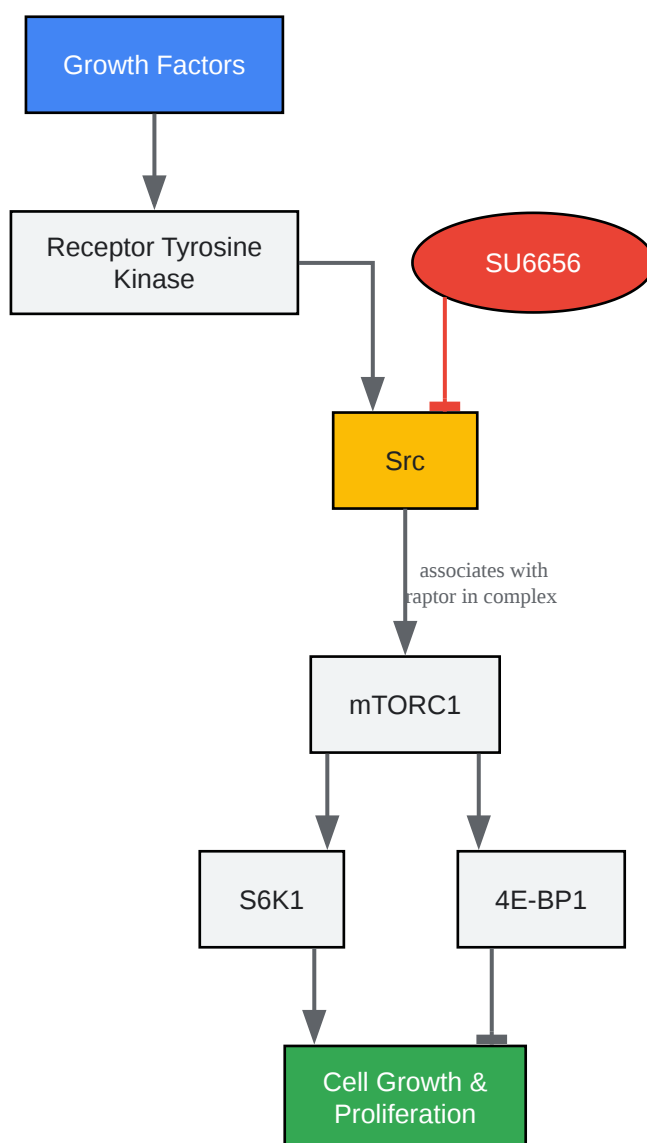 Growth Factors
Receptor Tyrosine
Kinase
SU6656
Src
associates with
raptor in complex
mTORC1
S6K1
4E-BP1
Cell Growth &
Proliferation